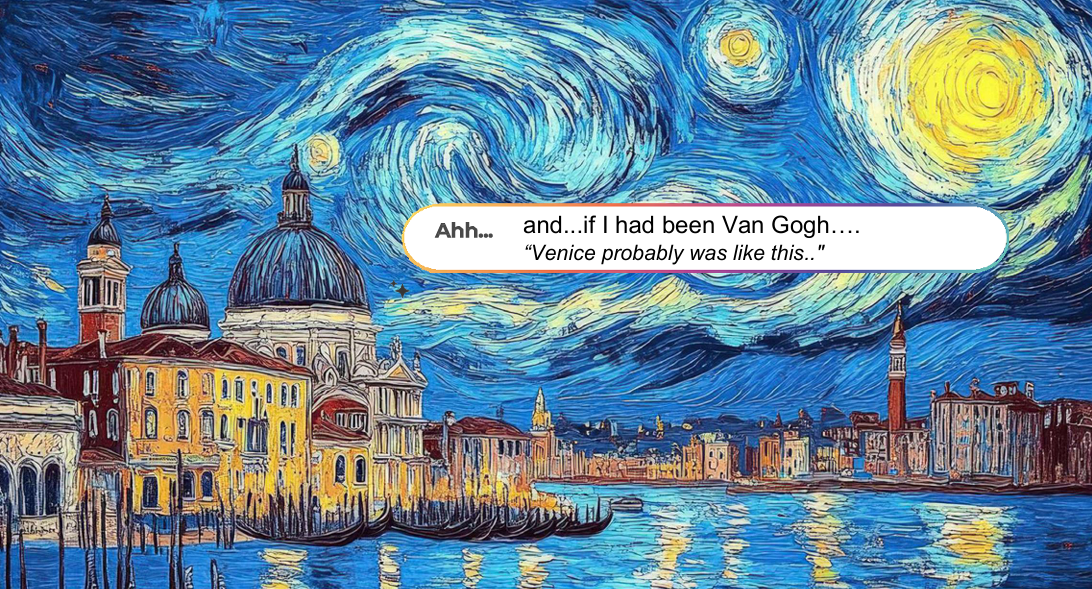 Ahh... and...if I had been Van Gogh….
“Venice probably was like this.."